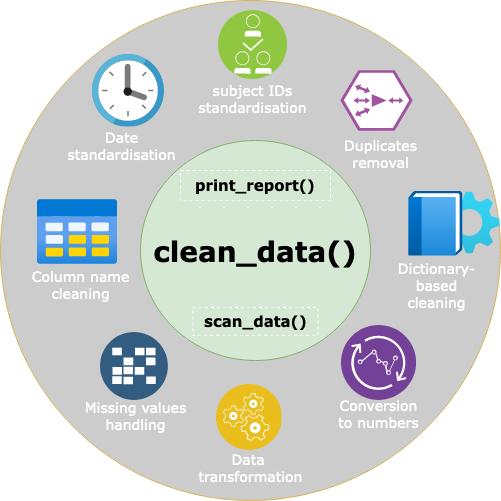 subject IDs
standardisation
Date
standardisation
Duplicates
removal
print_report()
clean_data()
scan_data()
Column name
cleaning
Dictionary-
based
cleaning
Missing values
handling
Conversion
to numbers
Data
transformation